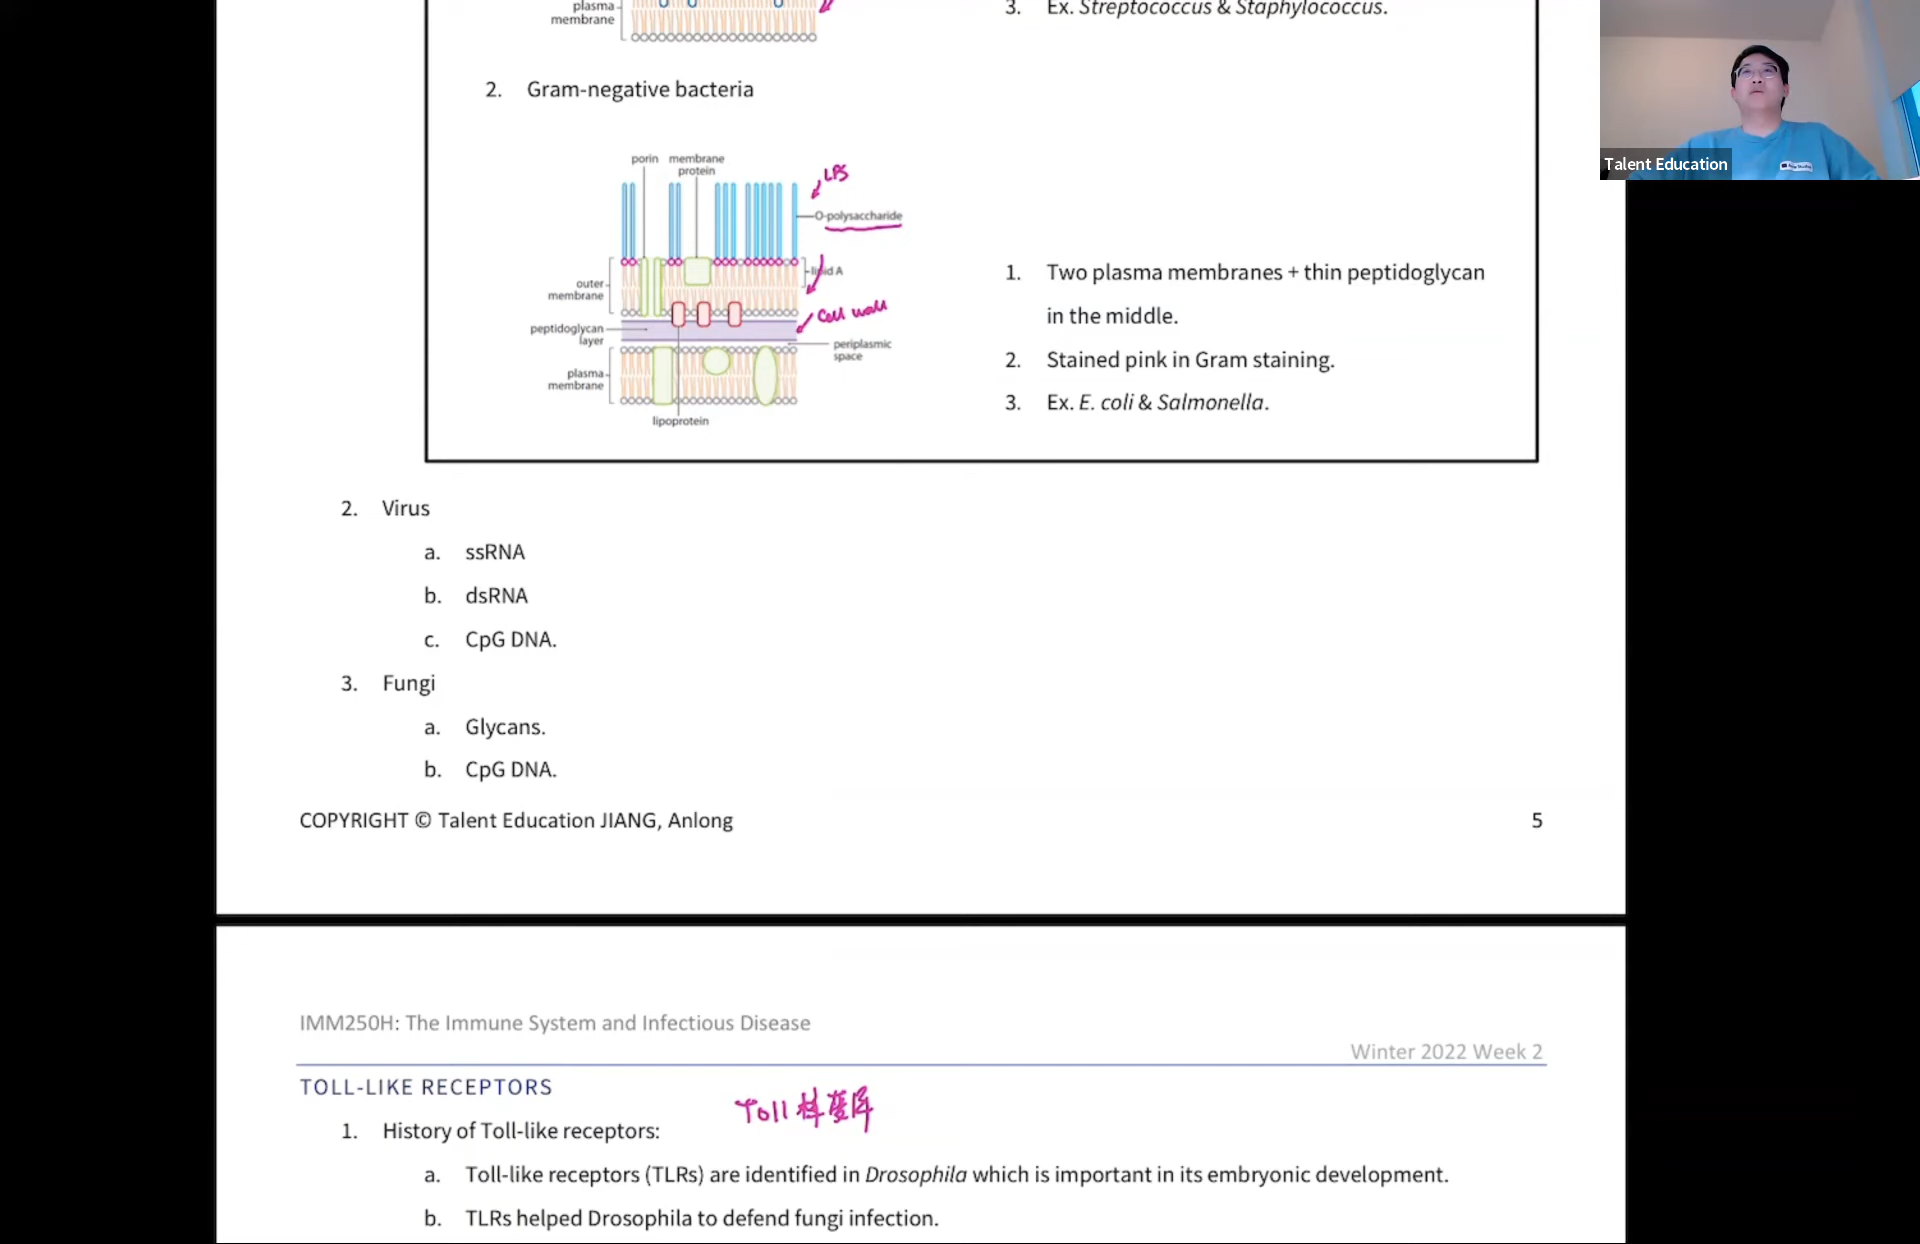 plasma
membrane
3. Ex. Streptococcus & Staphylococcus.
2. Gram-negative bacteria
porin membrane
protein
LPS
O-polysaccharide
lipid A
outer
membrane
cell wall
peptidoglycan
layer
periplasmic
space
plasma
membrane
lipoprotein
1. Two plasma membranes + thin peptidoglycan
in the middle.
2. Stained pink in Gram staining.
3. Ex. E. coli & Salmonella.
2. Virus
a. ssRNA
b. dsRNA
c. CpG DNA.
3. Fungi
a. Glycans.
b. CpG DNA.
COPYRIGHT © Talent Education JIANG, Anlong
5
IMM250H: The Immune System and Infectious Disease
Winter 2022 Week 2
TOLL-LIKE RECEPTORS
Toll
1. History of Toll-like receptors:
a. Toll-like receptors (TLRs) are identified in Drosophila which is important in its embryonic development.
b. TLRs helped Drosophila to defend fungi infection.
Talent Education